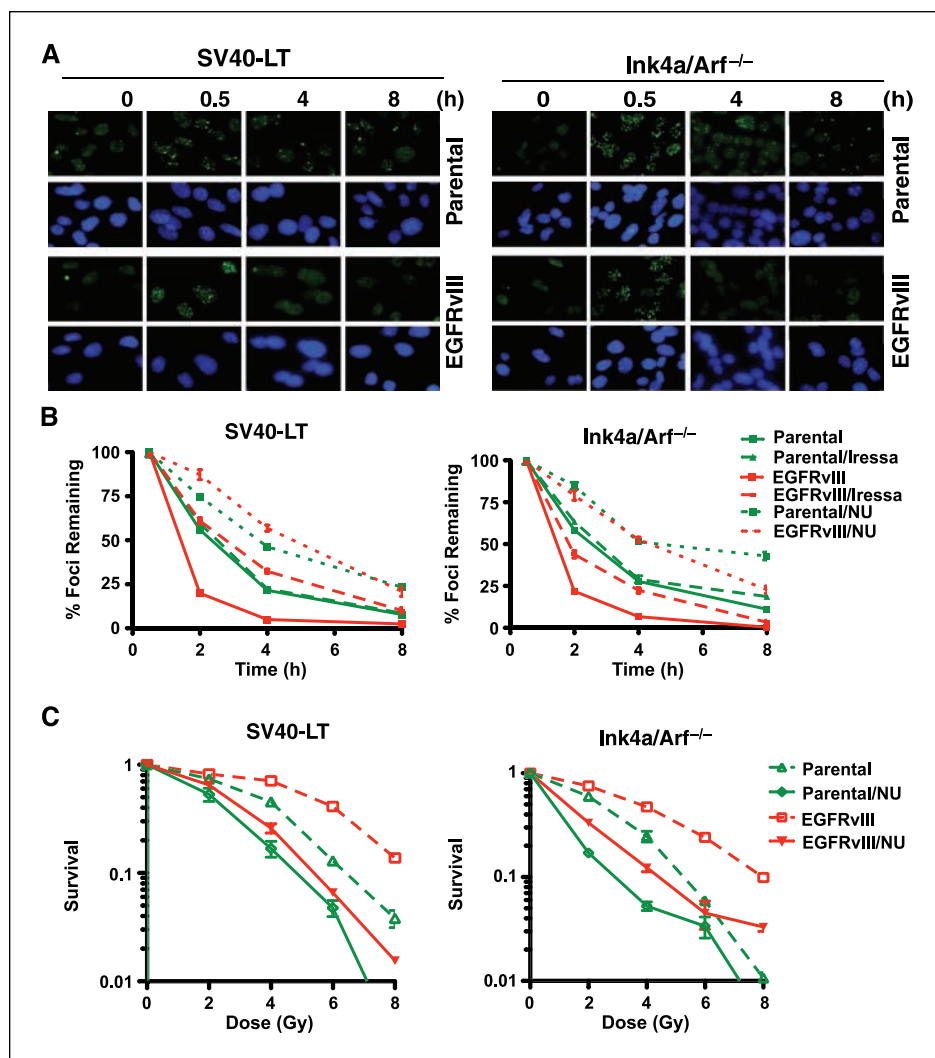 A
SV40-LT
Ink4a/Arf–/–
0 0.5 4 8 (h)
0 0.5 4 8 (h)
Parental
EGFRvIII
Parental
EGFRvIII
B
SV40-LT
Ink4a/Arf–/–
% Foci Remaining
100
75
50
25
0
0 2 4 6 8
Time (h)
% Foci Remaining
100
75
50
25
0
0 2 4 6 8
Time (h)
Parental
Parental/Iressa
EGFRvIII
EGFRvIII/Iressa
Parental/NU
EGFRvIII/NU
C
SV40-LT
Ink4a/Arf–/–
Survival
1
0.1
0.01
0 2 4 6 8
Dose (Gy)
Survival
1
0.1
0.01
0 2 4 6 8
Dose (Gy)
Parental
Parental/NU
EGFRvIII
EGFRvIII/NU